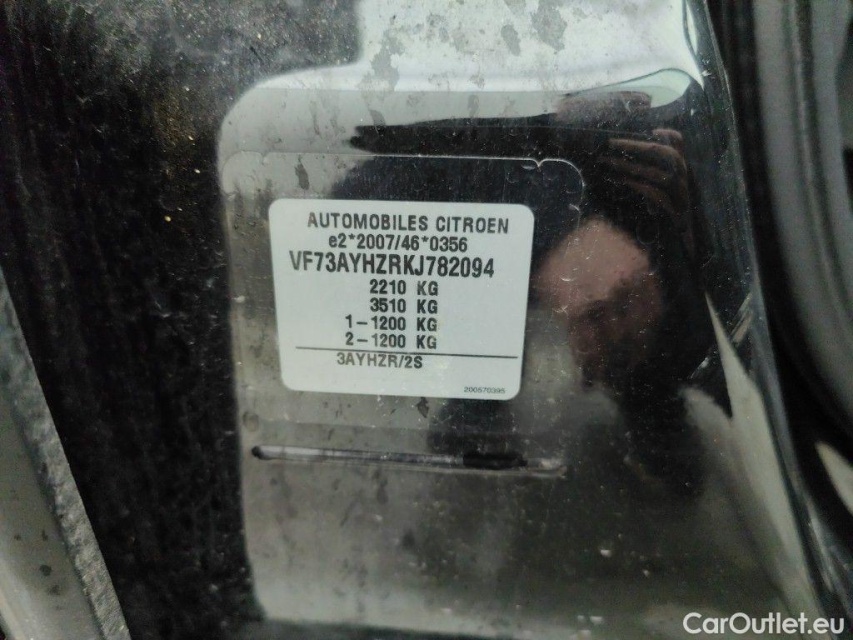 AUTOMOBILES CITROEN
e2*2007/46*0356
VF73AYHZRKJ782094
2210 KG
3510 KG
1-1200 KG
2-1200 KG
3AYHZR/2S
200570395
CarOutlet.eu